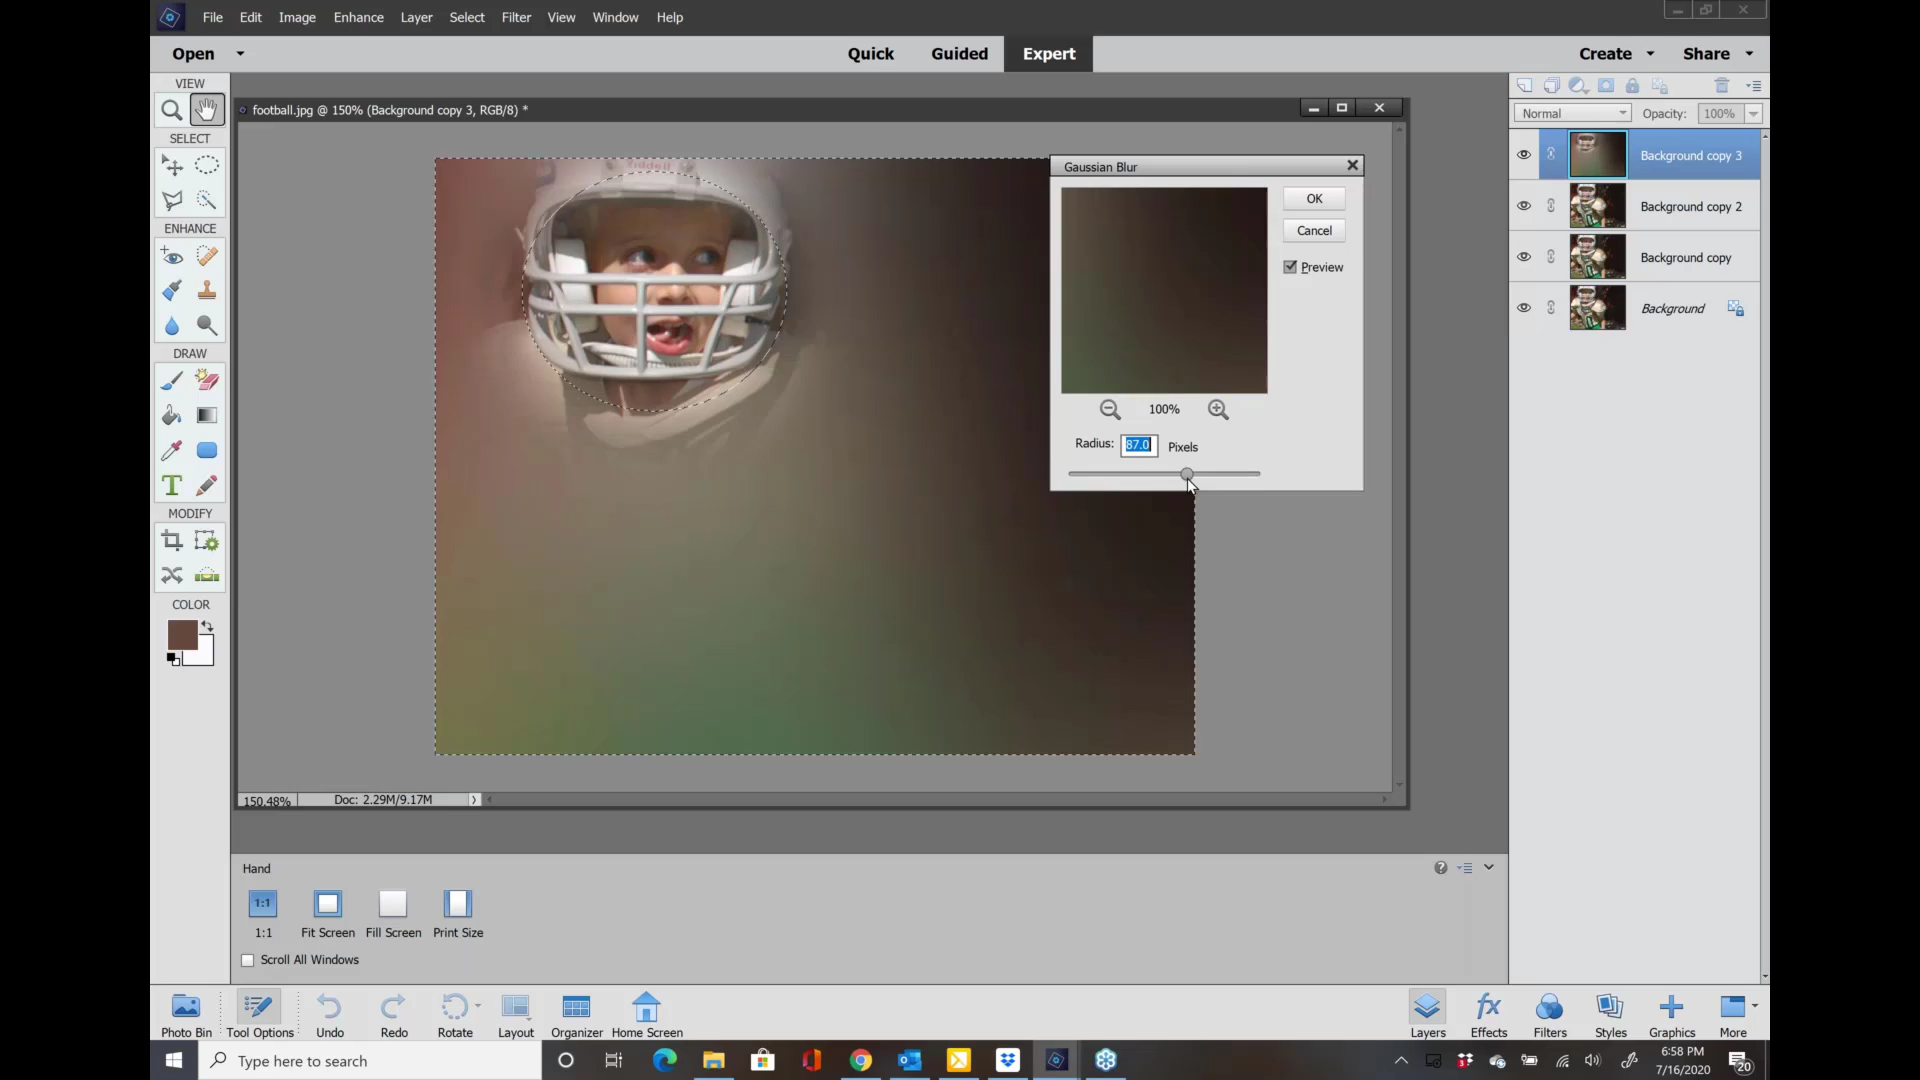 File Edit Image Enhance Layer Select Filter View Window Help
Open Quick Guided Expert Create Share
VIEW
SELECT
ENHANCE
DRAW
MODIFY
COLOR
football.jpg @ 150% (Background copy 3, RGB/8) *
Riddell
Gaussian Blur
OK
Cancel
Preview
100%
Radius: 87.0 Pixels
150.48% Doc: 2.29M/9.17M
Normal Opacity: 100%
Background copy 3
Background copy 2
Background copy
Background
Hand
1:1
1:1 Fit Screen Fill Screen Print Size
Scroll All Windows
Photo Bin Tool Options Undo Redo Rotate Layout Organizer Home Screen
fx
Layers Effects Filters Styles Graphics More
Type here to search
6:58 PM
7/16/2020
20